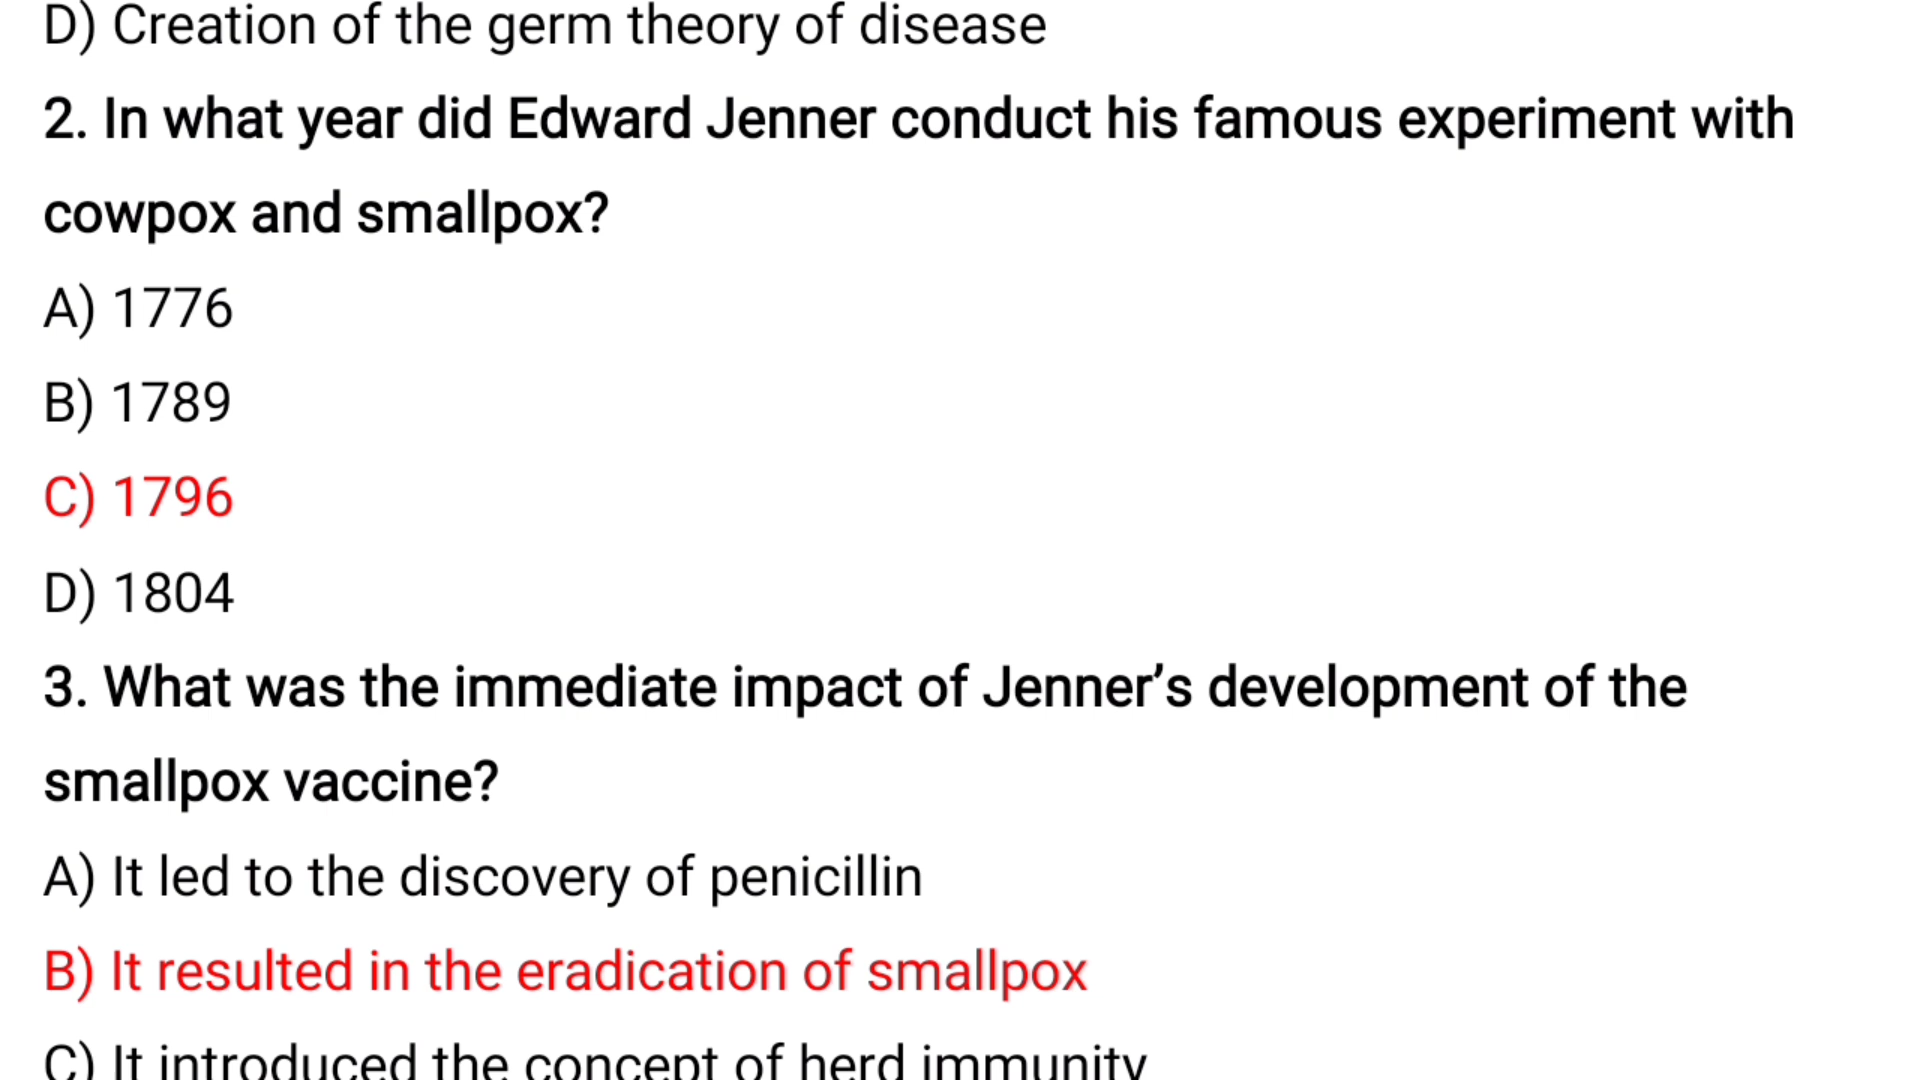 D) Creation of the germ theory of disease
2. In what year did Edward Jenner conduct his famous experiment with
cowpox and smallpox?
A) 1776
B) 1789
C) 1796
D) 1804
3. What was the immediate impact of Jenner’s development of the
smallpox vaccine?
A) It led to the discovery of penicillin
B) It resulted in the eradication of smallpox
C) It introduced the concept of herd immunity